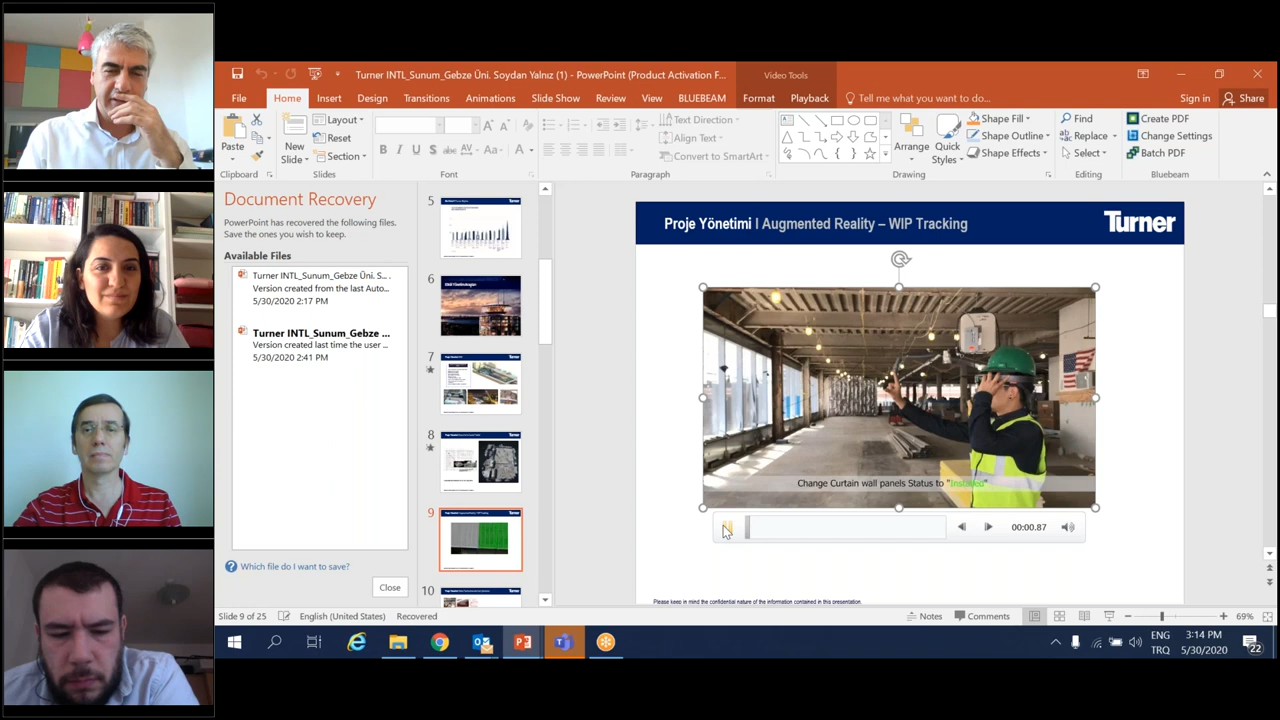 Turner INTL_Sunum_Gebze Üni. Soydan Yalnız (1) - PowerPoint (Product Activation F...
Video Tools
File Home Insert Design Transitions Animations Slide Show Review View BLUEBEAM Format Playback Tell me what you want to do... Sign in Share
Paste
New
Slide
Layout
Reset
Section
Text Direction
Align Text
Convert to SmartArt
Arrange
Quick
Styles
Shape Fill
Shape Outline
Shape Effects
Find
Replace
Select
Create PDF
Change Settings
Batch PDF
Clipboard Slides Font Paragraph Drawing Editing Bluebeam
Document Recovery
PowerPoint has recovered the following files.
Save the ones you wish to keep.
Available Files
Turner INTL_Sunum_Gebze Üni. S... .
Version created from the last Auto...
5/30/2020 2:17 PM
Turner INTL_Sunum_Gebze ...
Version created last time the user ...
5/30/2020 2:41 PM
Which file do I want to save?
Close
5
6
7
8
9
10
Proje Yönetimi I Augmented Reality – WIP Tracking
Turner
Change Curtain wall panels Status to "Installed"
00:00.87
Please keep in mind the confidential nature of the information contained in this presentation.
Slide 9 of 25 English (United States) Recovered Notes Comments 69%
ENG
TRQ
3:14 PM
5/30/2020
22